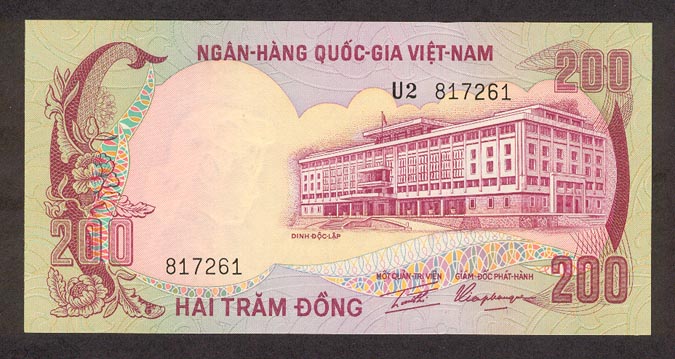 NGÂN-HÀNG QUỐC-GIA VIỆT-NAM
200
U2 817261
DINH-ĐỘC-LẬP
200
817261
MỘT QUẢN-TRỊ VIÊN GIÁM-ĐỐC PHÁT-HÀNH
HAI TRĂM ĐỒNG
200